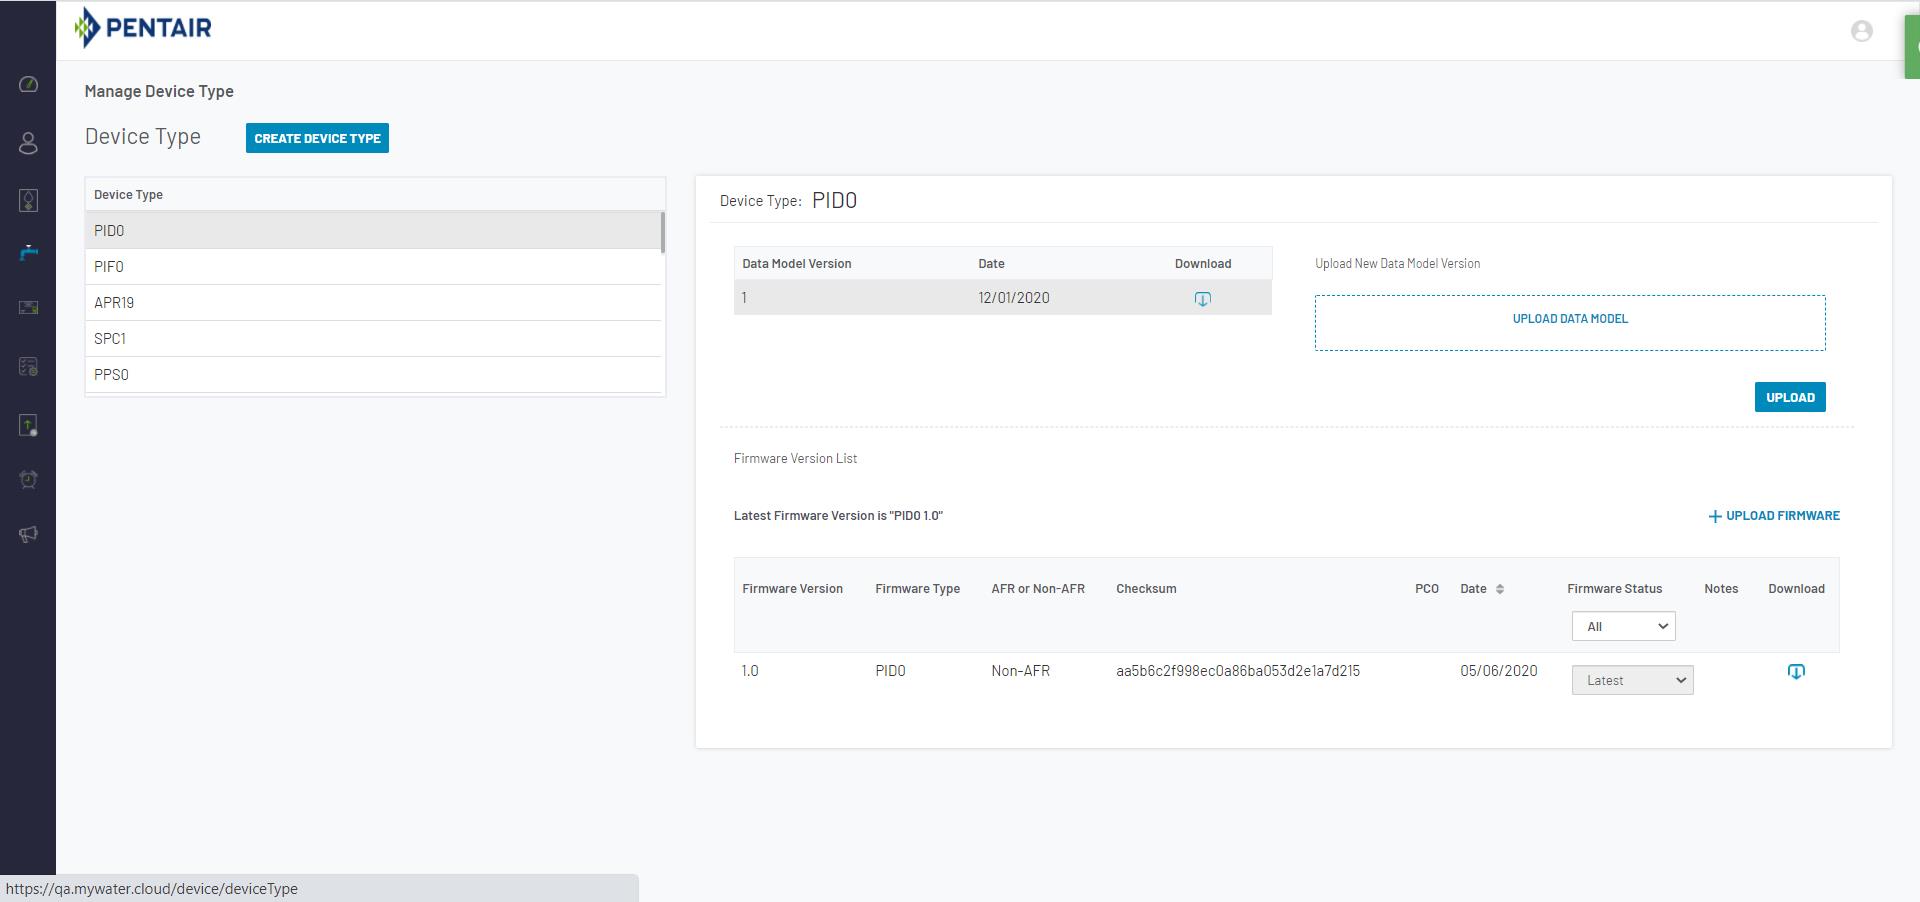 PENTAIR
Manage Device Type
Device Type
CREATE DEVICE TYPE
Device Type
PID0
PIF0
APR19
SPC1
PPS0
Device Type: PID0
Data Model Version Date Download
1 12/01/2020
Upload New Data Model Version
UPLOAD DATA MODEL
UPLOAD
Firmware Version List
Latest Firmware Version is "PID0 1.0"
+ UPLOAD FIRMWARE
Firmware Version Firmware Type AFR or Non-AFR Checksum PCO Date Firmware Status Notes Download
All
1.0 PID0 Non-AFR aa5b6c2f998ec0a86ba053d2e1a7d215 05/06/2020 Latest
https://qa.mywater.cloud/device/deviceType